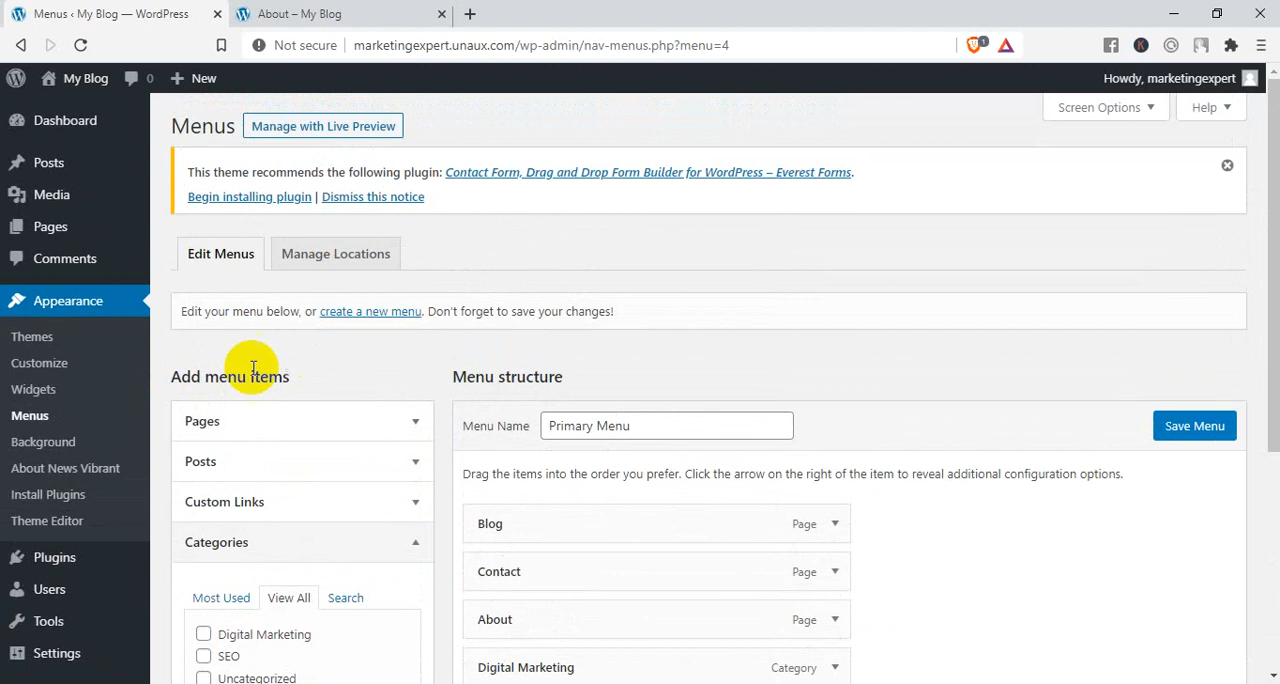 Menus ‹ My Blog — WordPress
About – My Blog
Not secure
marketingexpert.unaux.com/wp-admin/nav-menus.php?menu=4
1
K
My Blog
0
New
Howdy, marketingexpert
Screen Options
Help
Dashboard
Posts
Media
Pages
Comments
Appearance
Themes
Customize
Widgets
Menus
Background
About News Vibrant
Install Plugins
Theme Editor
Plugins
Users
Tools
Settings
Menus
Manage with Live Preview
This theme recommends the following plugin: Contact Form, Drag and Drop Form Builder for WordPress – Everest Forms.
Begin installing plugin | Dismiss this notice
Edit Menus
Manage Locations
Edit your menu below, or create a new menu. Don't forget to save your changes!
Add menu items
Pages
Posts
Custom Links
Categories
Most Used
View All
Search
Digital Marketing
SEO
Uncategorized
Menu structure
Menu Name
Primary Menu
Save Menu
Drag the items into the order you prefer. Click the arrow on the right of the item to reveal additional configuration options.
Blog Page
Contact Page
About Page
Digital Marketing Category